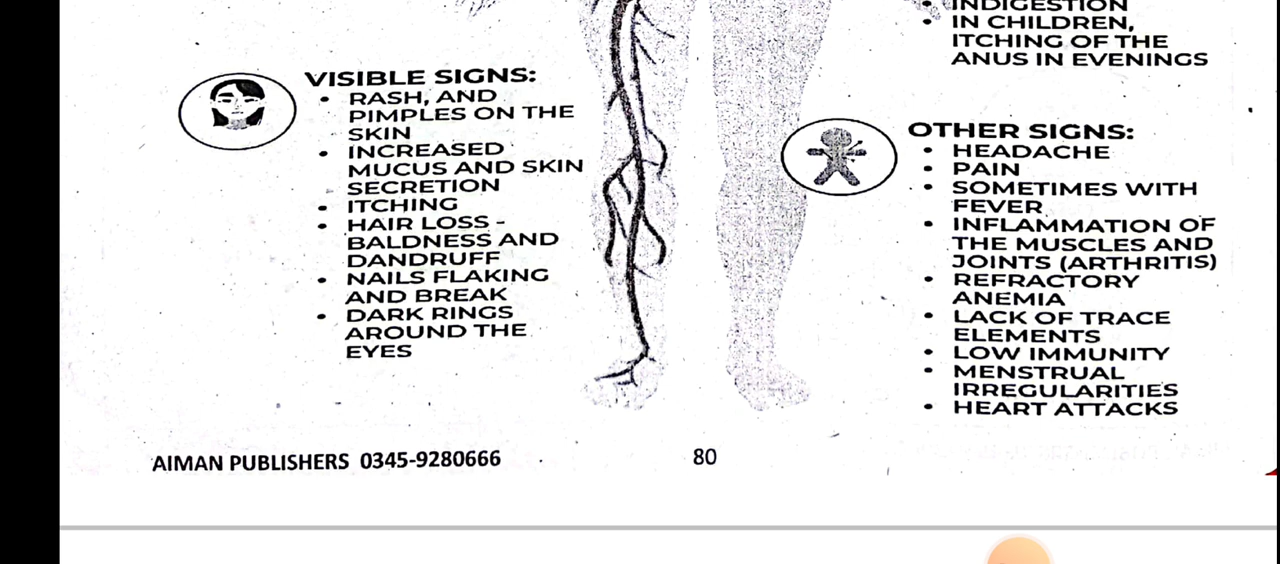 INDIGESTION
• IN CHILDREN,
ITCHING OF THE
ANUS IN EVENINGS
VISIBLE SIGNS:
• RASH, AND
PIMPLES ON THE
SKIN
• INCREASED
MUCUS AND SKIN
SECRETION
• ITCHING
• HAIR LOSS -
BALDNESS AND
DANDRUFF
• NAILS FLAKING
AND BREAK
• DARK RINGS
AROUND THE
EYES
OTHER SIGNS:
• HEADACHE
• PAIN
• SOMETIMES WITH
FEVER
• INFLAMMATION OF
THE MUSCLES AND
JOINTS (ARTHRITIS)
• REFRACTORY
ANEMIA
• LACK OF TRACE
ELEMENTS
• LOW IMMUNITY
• MENSTRUAL
IRREGULARITIES
• HEART ATTACKS
AIMAN PUBLISHERS 0345-9280666
80